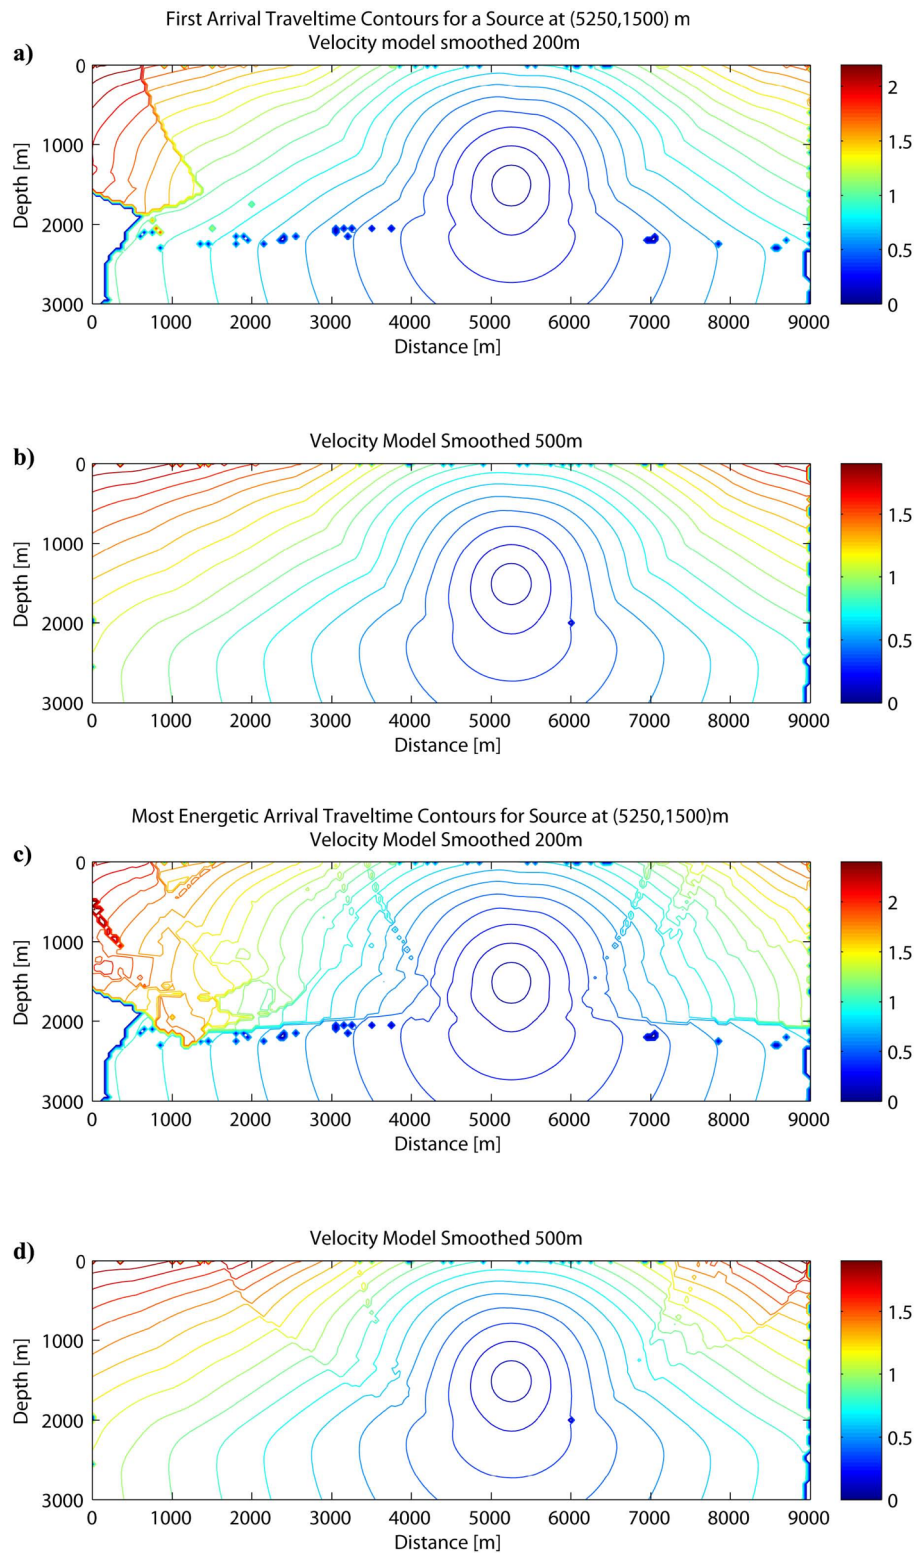 First Arrival Traveltime Contours for a Source at (5250,1500) m
Velocity model smoothed 200m
a)
0
1000
2000
3000
Depth [m]
0 1000 2000 3000 4000 5000 6000 7000 8000 9000
Distance [m]
2
1.5
1
0.5
0
Velocity Model Smoothed 500m
b)
0
1000
2000
3000
Depth [m]
0 1000 2000 3000 4000 5000 6000 7000 8000 9000
Distance [m]
1.5
1
0.5
0
Most Energetic Arrival Traveltime Contours for Source at (5250,1500)m
Velocity Model Smoothed 200m
c)
0
1000
2000
3000
Depth [m]
0 1000 2000 3000 4000 5000 6000 7000 8000 9000
Distance [m]
2
1.5
1
0.5
0
Velocity Model Smoothed 500m
d)
0
1000
2000
3000
Depth [m]
0 1000 2000 3000 4000 5000 6000 7000 8000 9000
Distance [m]
1.5
1
0.5
0